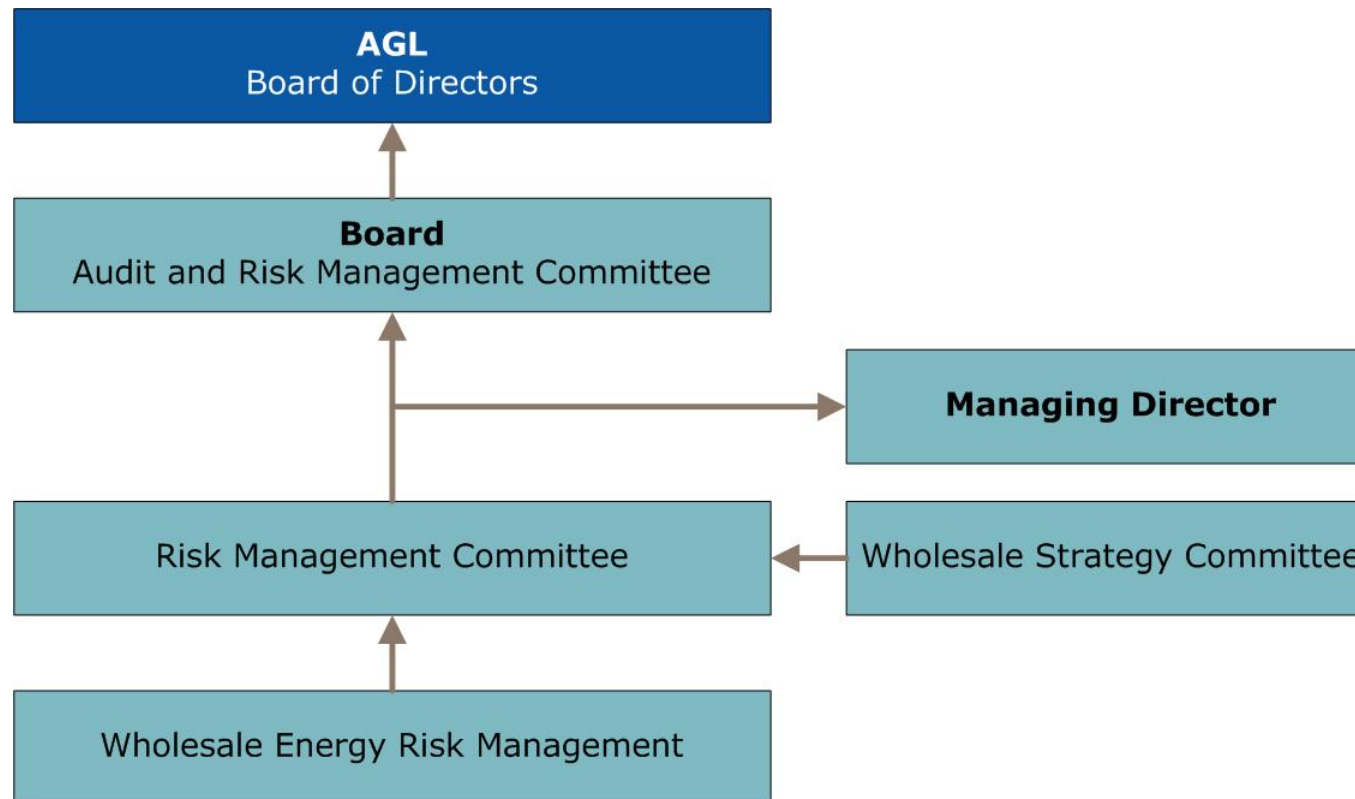 AGL
Board of Directors
Board
Audit and Risk Management Committee
Managing Director
Risk Management Committee
Wholesale Strategy Committee
Wholesale Energy Risk Management